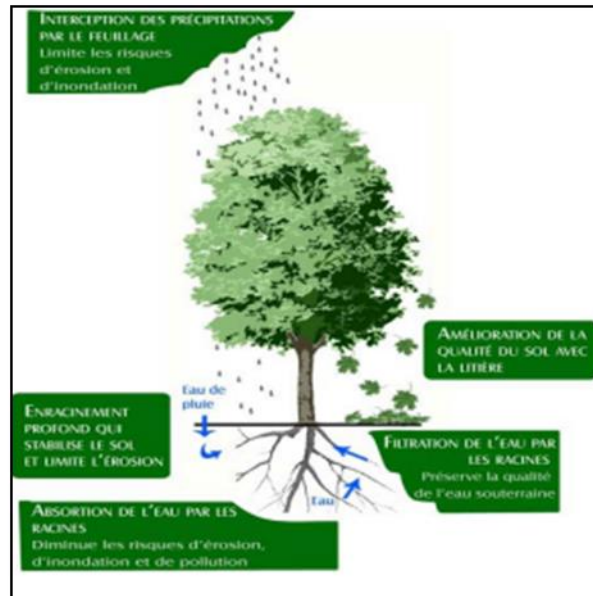 INTERCEPTION DES PRÉCIPITATIONS
PAR LE FEUILLAGE
Limite les risques
d'érosion et
d'inondation
AMÉLIORATION DE LA
QUALITÉ DU SOL AVEC
LA LITIÈRE
Eau de
pluie
ENRACINEMENT
PROFOND QUI
STABILISE LE SOL
ET LIMITE L'ÉROSION
FILTRATION DE L'EAU PAR
LES RACINES
Préserve la qualité
de l'eau souterraine
Eau
ABSORTION DE L'EAU PAR LES
RACINES
Diminue les risques d'érosion,
d'inondation et de pollution